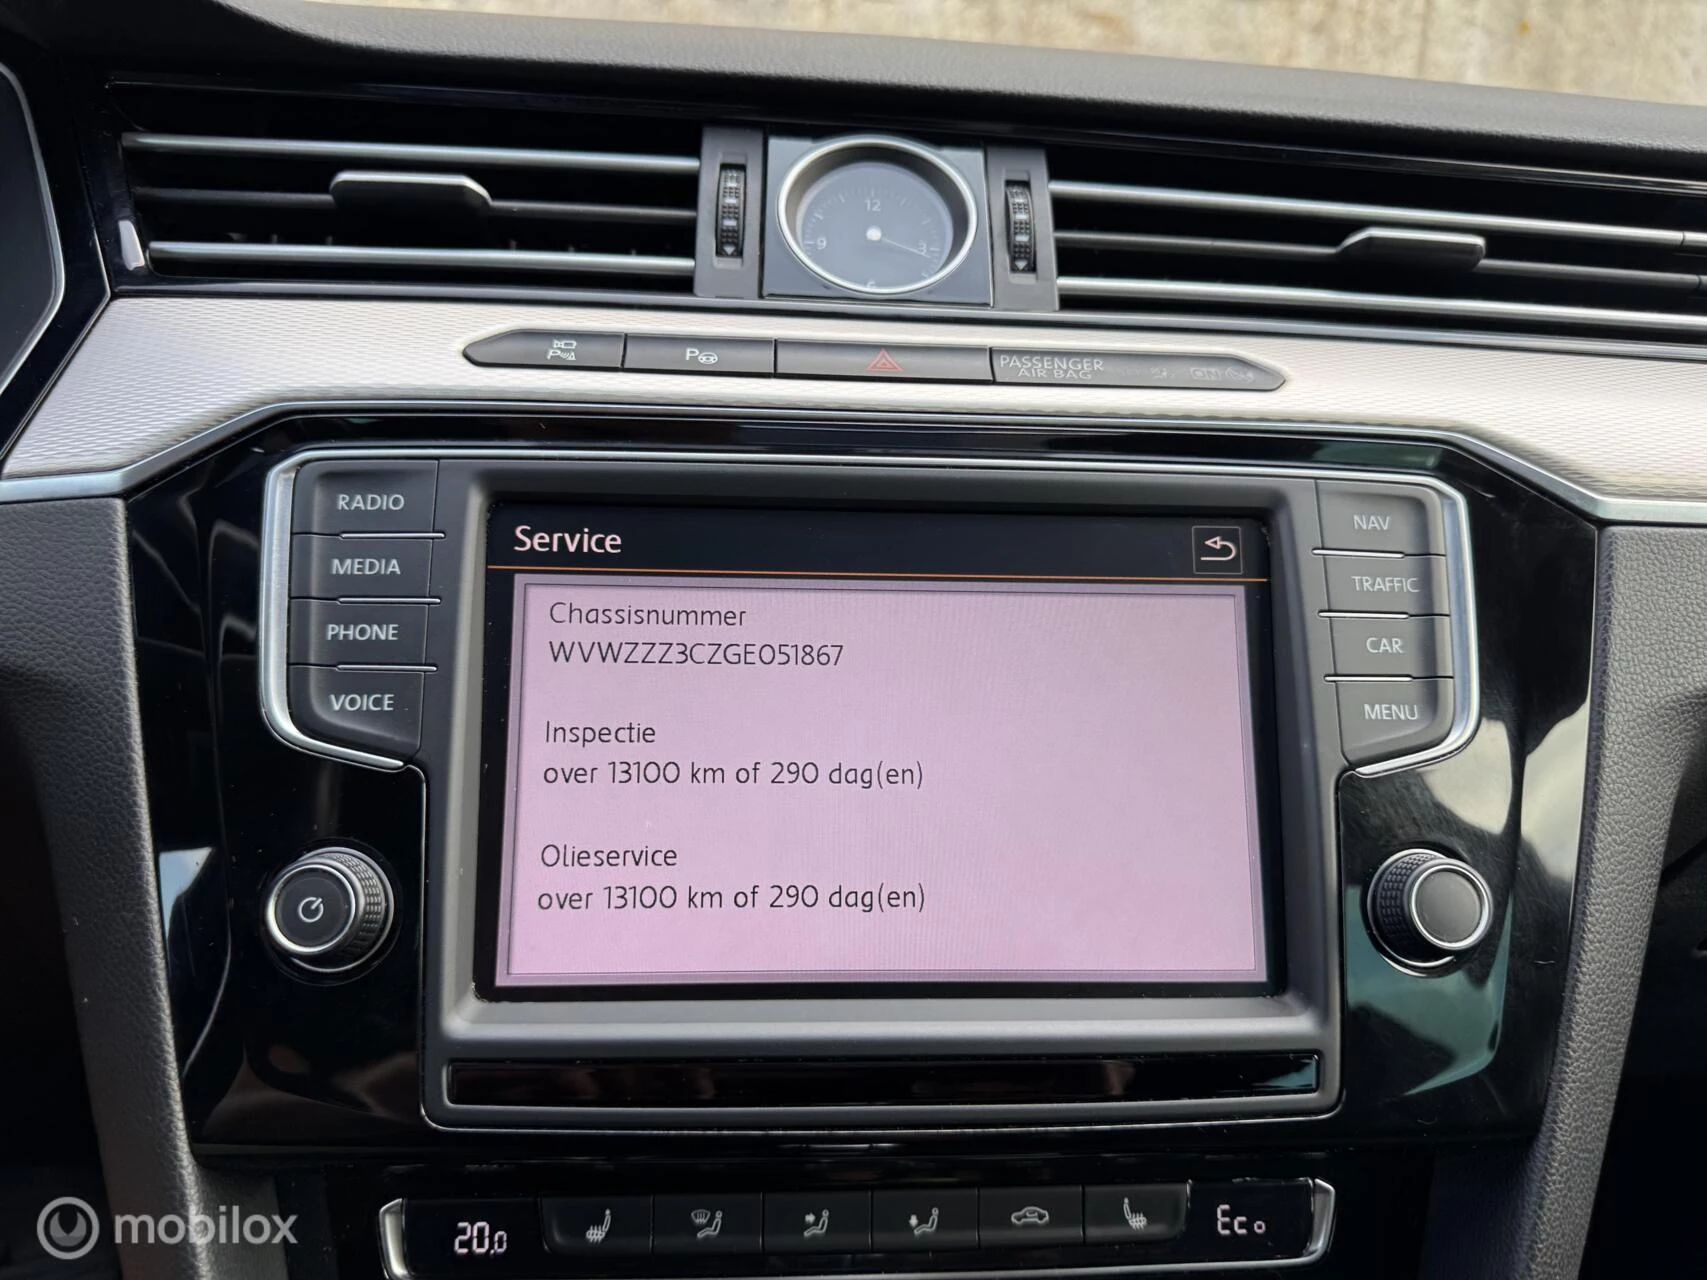 12
9 3
6
P P
PASSENGER
AIR BAG ON
RADIO
MEDIA
PHONE
VOICE
Service
Chassisnummer
WVWZZZ3CZGE051867
Inspectie
over 13100 km of 290 dag(en)
Olieservice
over 13100 km of 290 dag(en)
NAV
TRAFFIC
CAR
MENU
20.0
Eco
mobilox